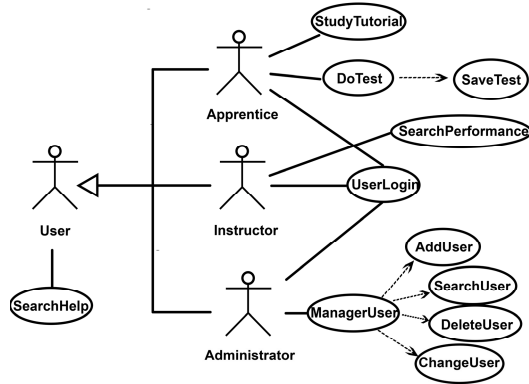 StudyTutorial
DoTest
SaveTest
Apprentice
SearchPerformance
UserLogin
User
Instructor
SearchHelp
AddUser
SearchUser
ManagerUser
DeleteUser
Administrator
ChangeUser